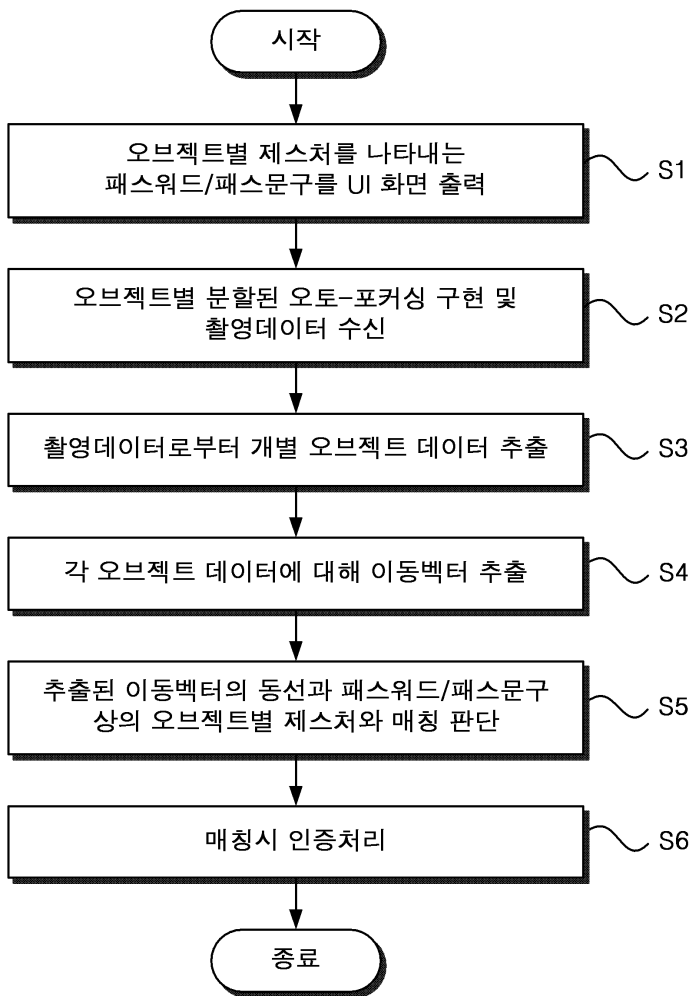 시작
오브젝트별 제스처를 나타내는
패스워드/패스문구를 UI 화면 출력
S1
오브젝트별 분할된 오토-포커싱 구현 및
촬영데이터 수신
S2
촬영데이터로부터 개별 오브젝트 데이터 추출
S3
각 오브젝트 데이터에 대해 이동벡터 추출
S4
추출된 이동벡터의 동선과 패스워드/패스문구
상의 오브젝트별 제스처와 매칭 판단
S5
매칭시 인증처리
S6
종료